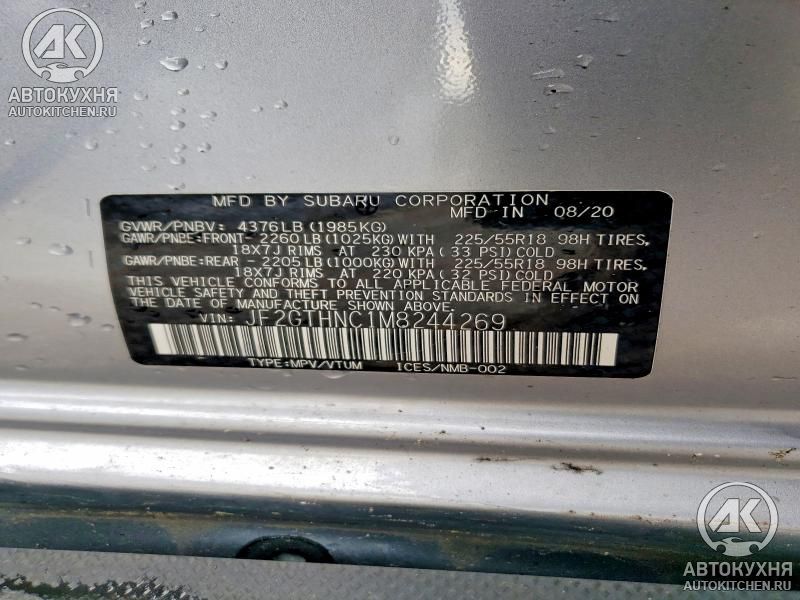 AK
АВТОКУХНЯ
AUTOKITCHEN.RU
MFD BY SUBARU CORPORATION
MFD IN 08/20
GVWR/PNBV: 4376LB (1985KG)
GAWR/PNBE:FRONT- 2260LB (1025KG)WITH 225/55R18 98H TIRES,
18X7J RIMS AT 230 KPA (33 PSI)COLD
GAWR/PNBE:REAR - 2205LB (1000KG)WITH 225/55R18 98H TIRES,
18X7J RIMS AT 220 KPA (32 PSI)COLD
THIS VEHICLE CONFORMS TO ALL APPLICABLE FEDERAL MOTOR
VEHICLE SAFETY AND THEFT PREVENTION STANDARDS IN EFFECT ON
THE DATE OF MANUFACTURE SHOWN ABOVE.
VIN: JF2GTHNC1M8244269
TYPE:MPV/VTUM ICES/NMB-002
AK
АВТОКУХНЯ
AUTOKITCHEN.RU